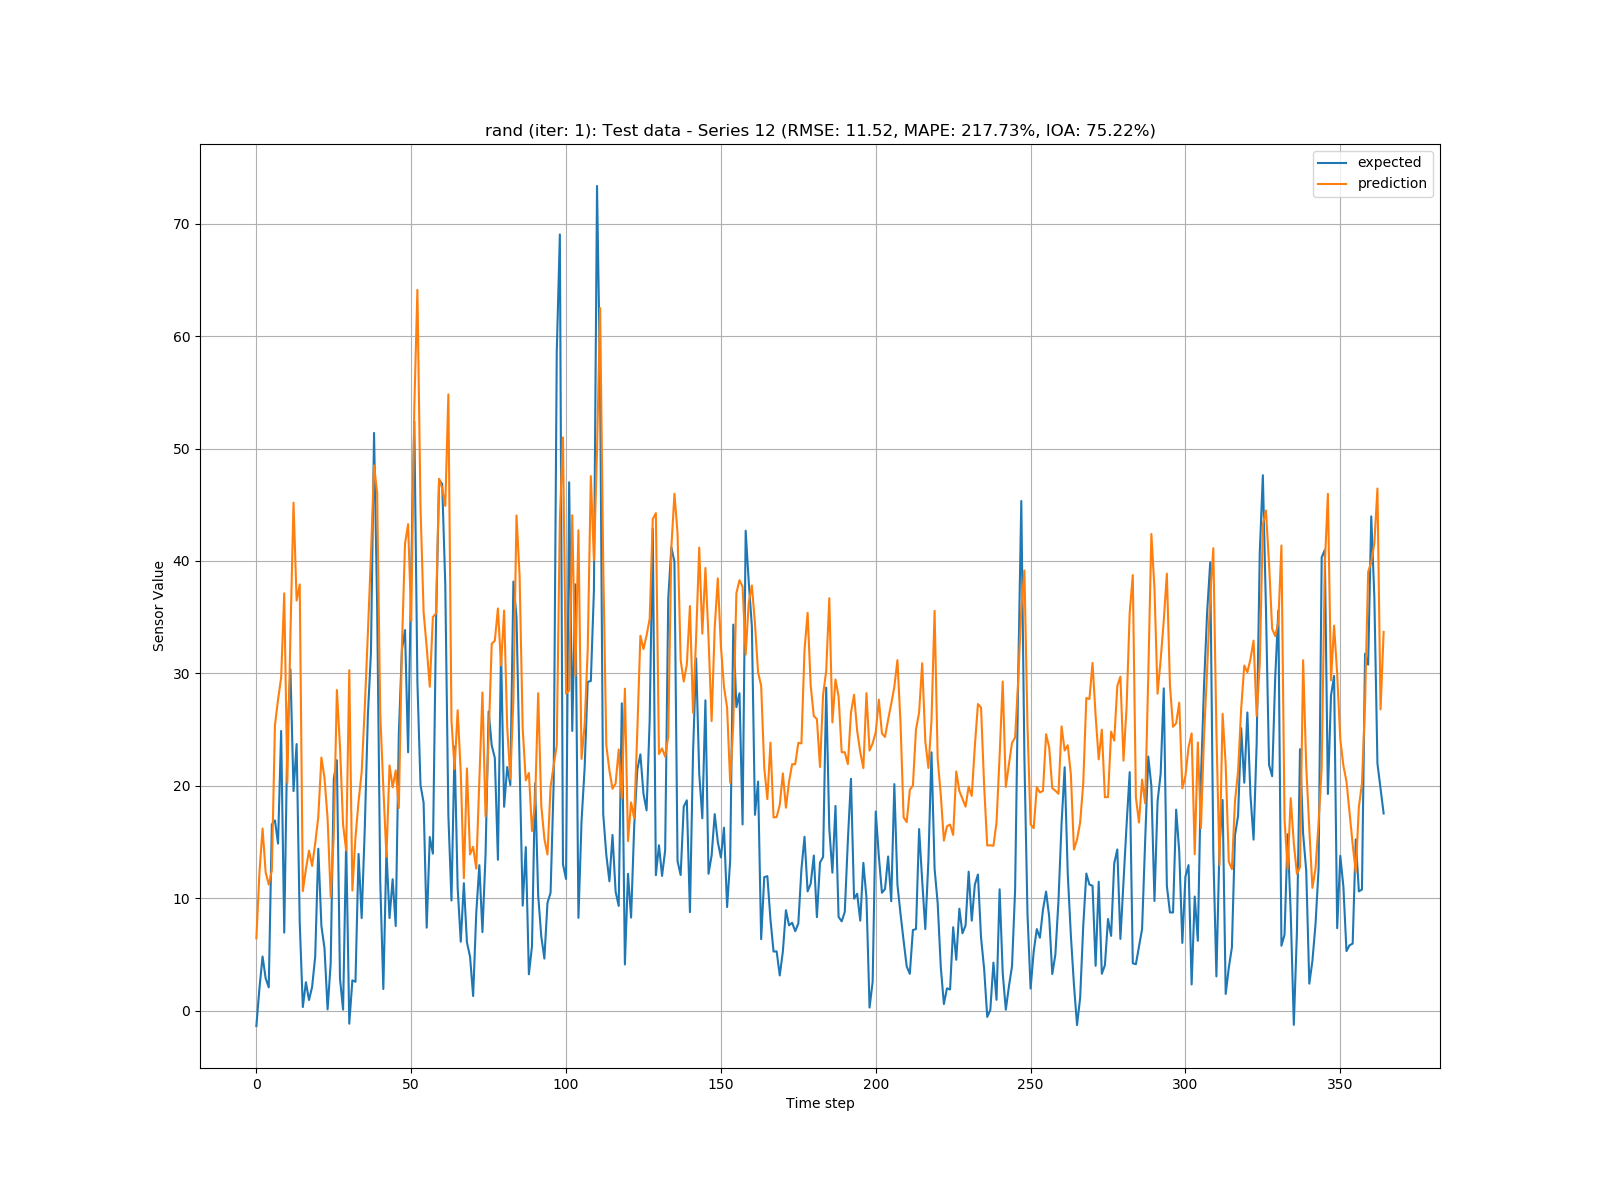 rand (iter: 1): Test data - Series 12 (RMSE: 11.52, MAPE: 217.73%, IOA: 75.22%)
expected
prediction
70
60
50
40
30
20
10
0
Sensor Value
0 50 100 150 200 250 300 350
Time step